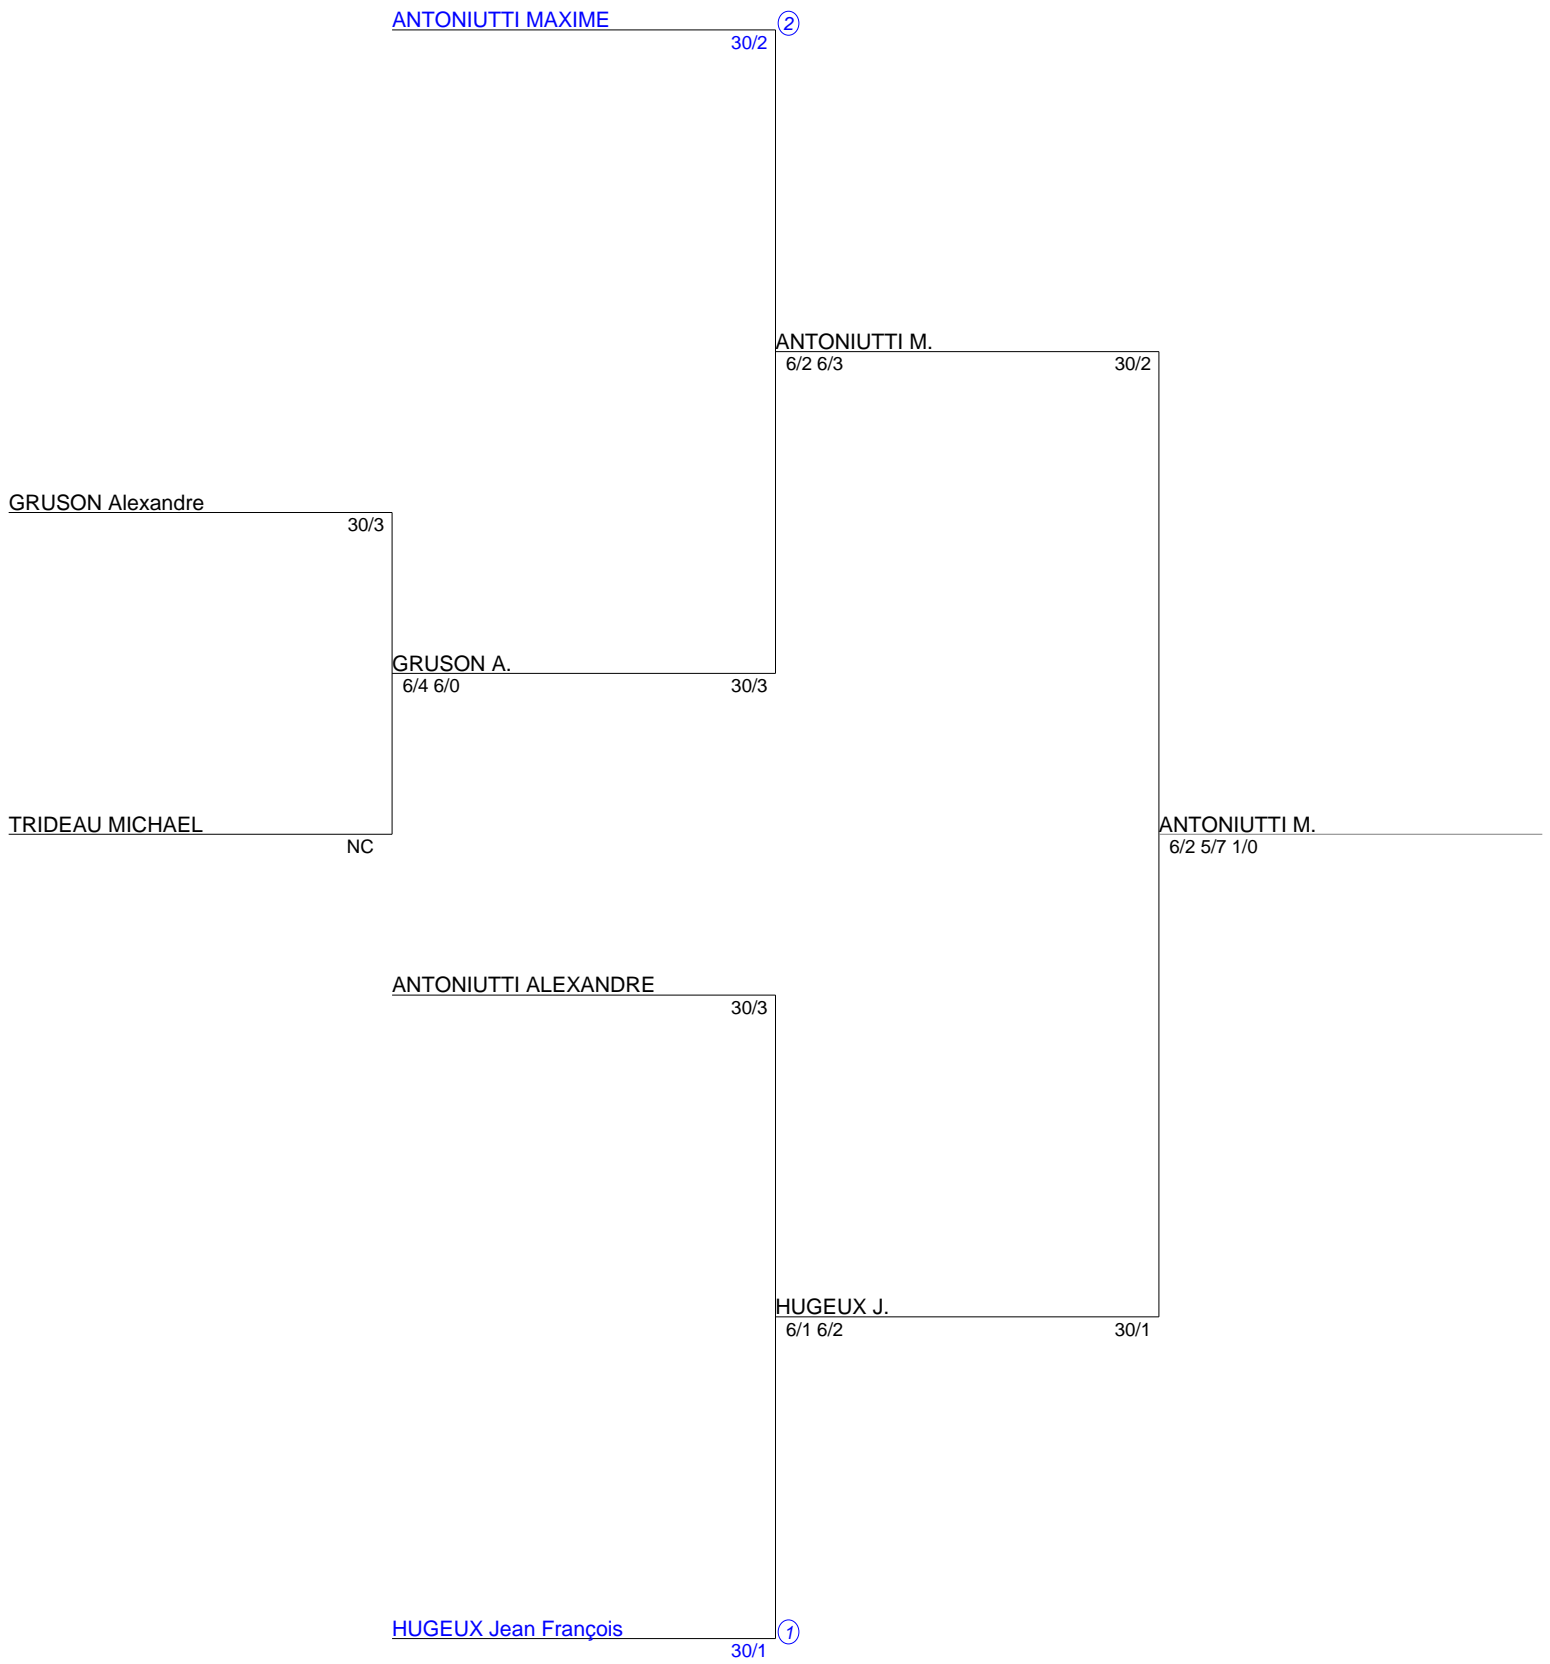 ANTONIUTTI MAXIME
2
30/2
ANTONIUTTI M.
6/2 6/3
30/2
GRUSON Alexandre
30/3
GRUSON A.
6/4 6/0
30/3
TRIDEAU MICHAEL
NC
ANTONIUTTI M.
6/2 5/7 1/0
ANTONIUTTI ALEXANDRE
30/3
HUGEUX J.
6/1 6/2
30/1
HUGEUX Jean François
1
30/1